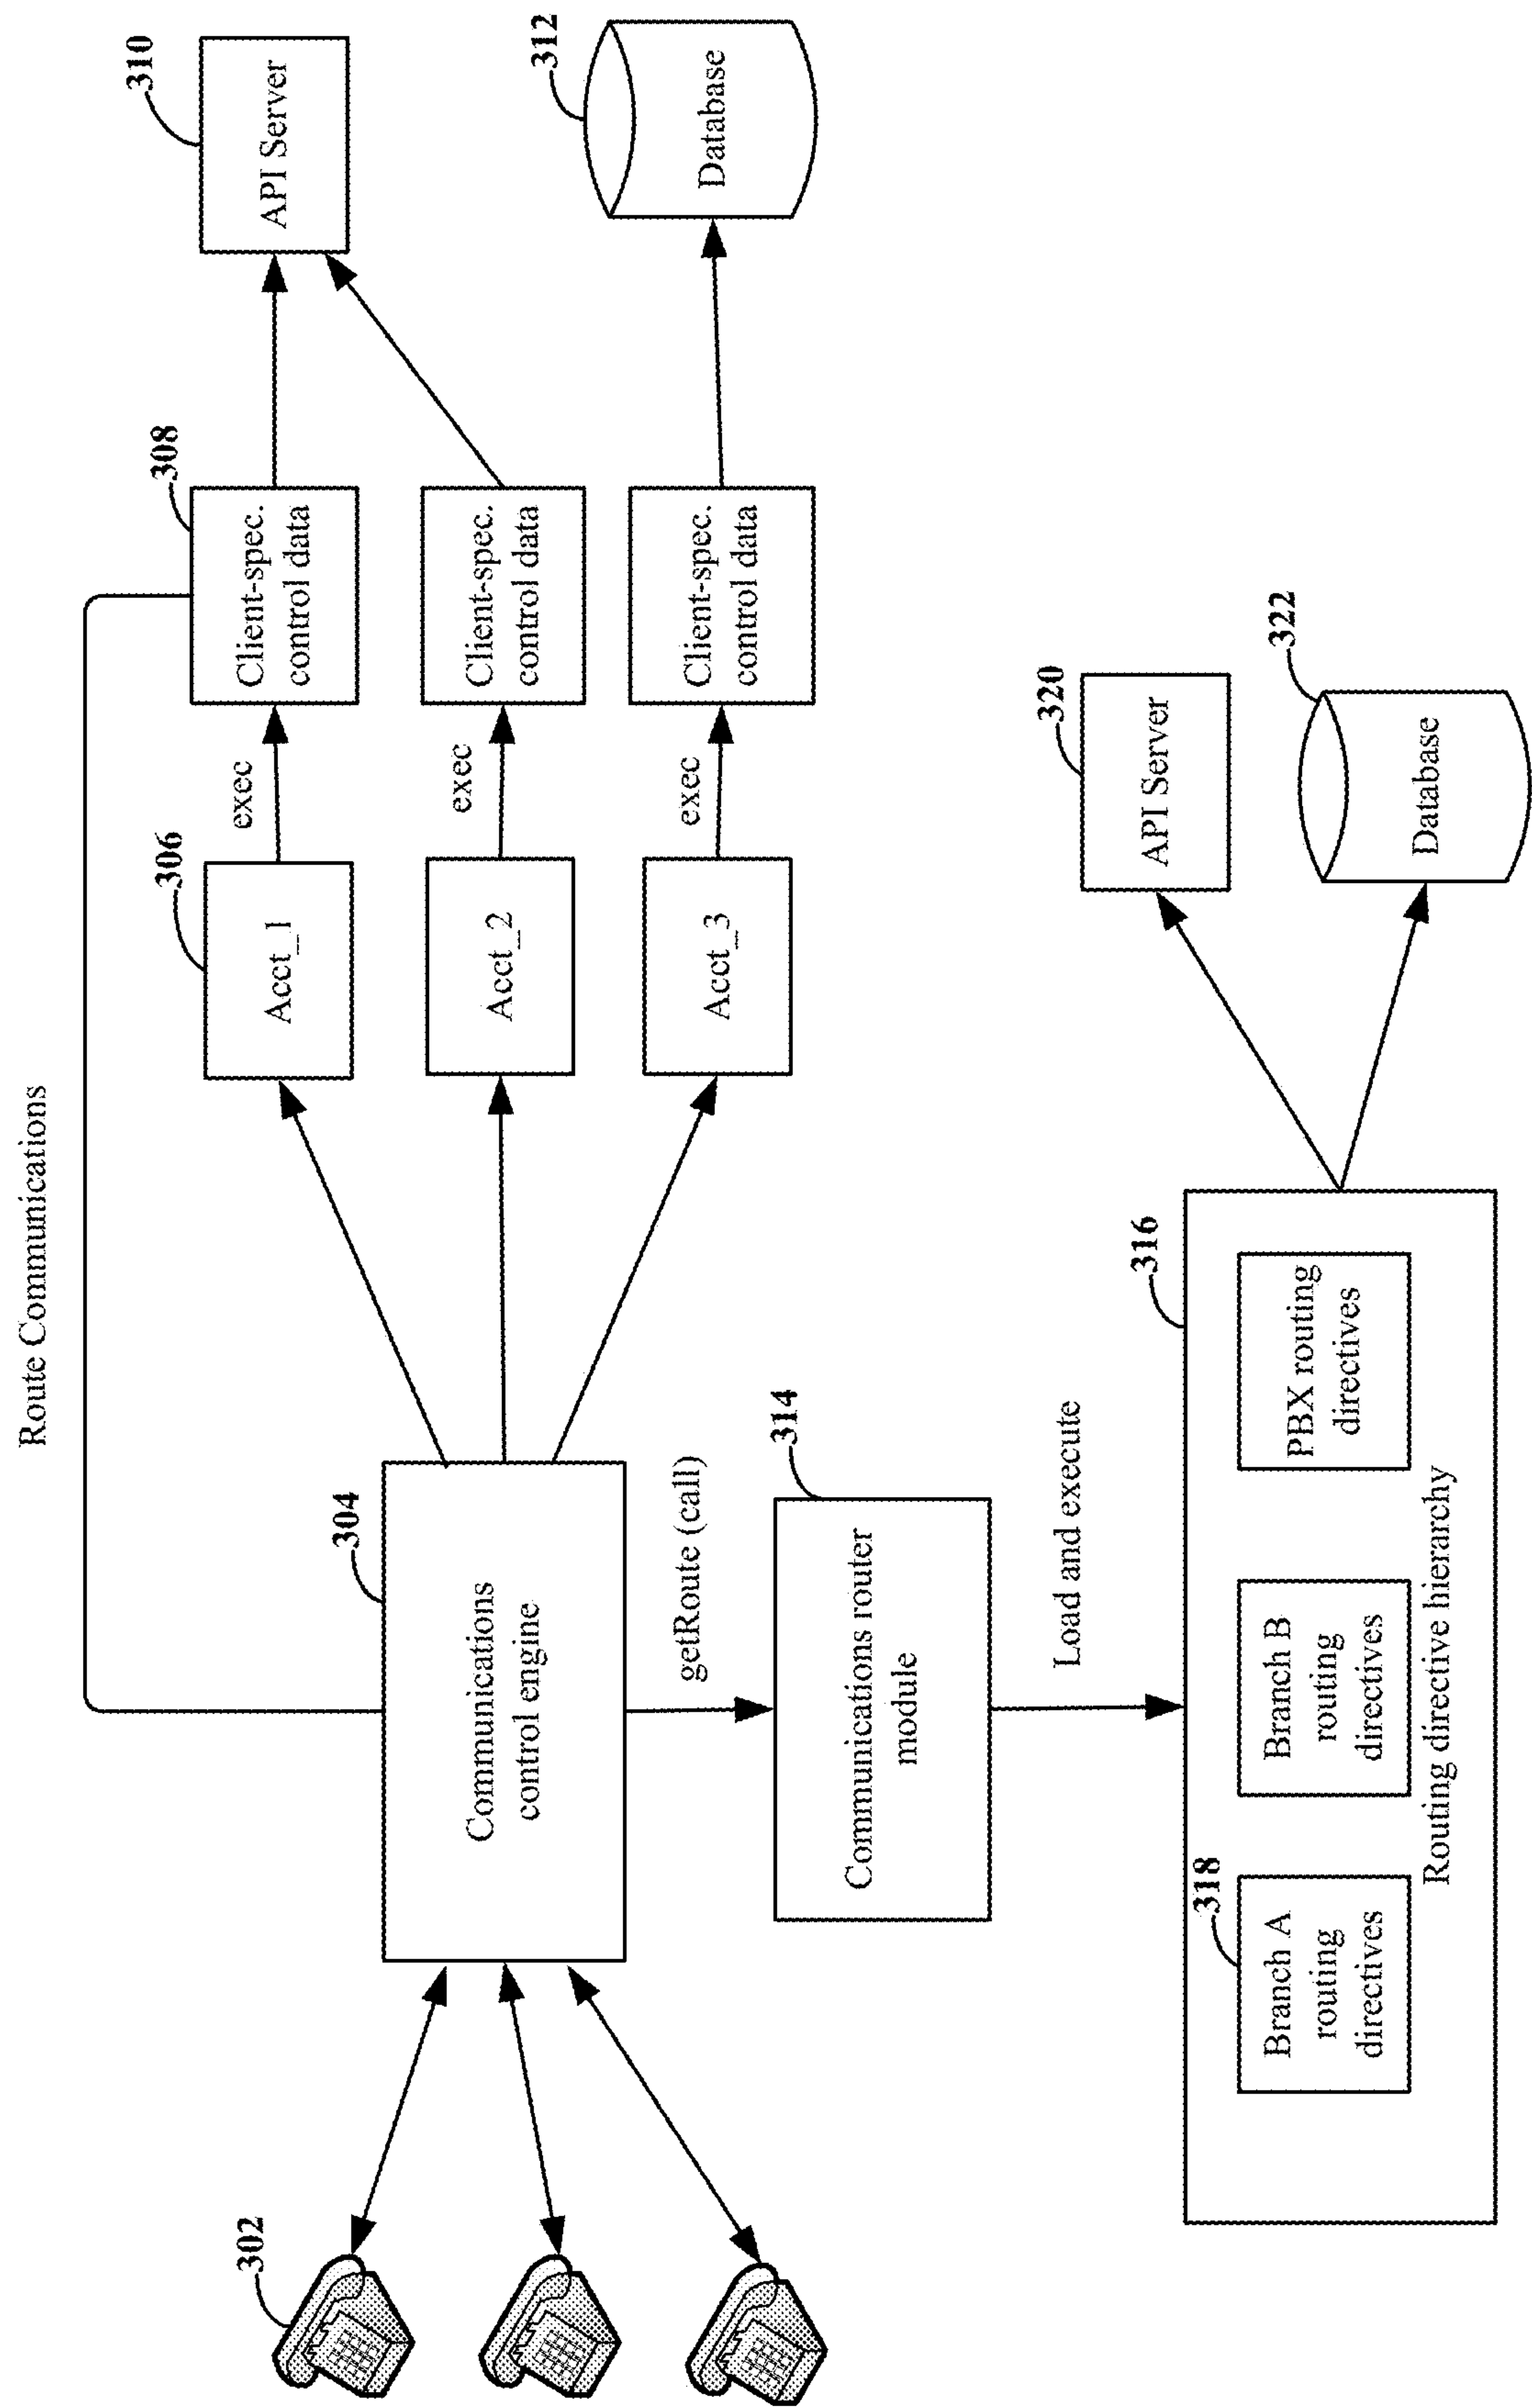 Route Communications
302
304
Communications
control engine
306
Acct_1
Acct_2
Acct_3
exec
exec
exec
308
Client-spec.
control data
Client-spec.
control data
Client-spec.
control data
310
API Server
312
Database
getRoute (call)
314
Communications router
module
Load and execute
316
318
Branch A
routing
directives
Branch B
routing
directives
PBX routing
directives
Routing directive hierarchy
320
API Server
322
Database